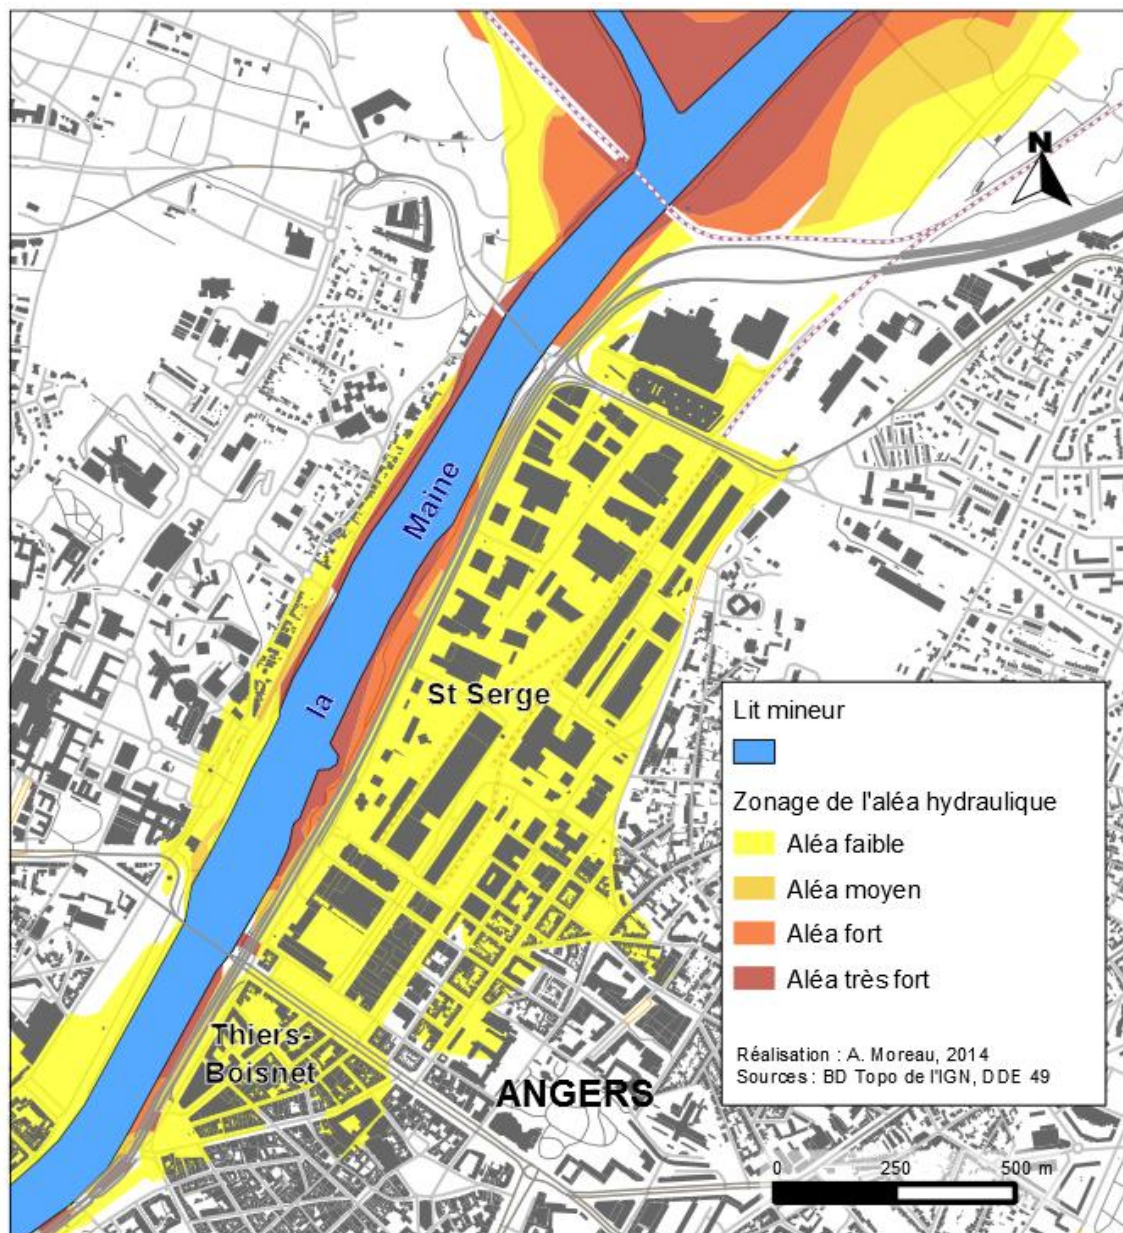 N
Maine
la
St Serge
Thiers-
Boisnet
ANGERS
Lit mineur
Zonage de l'aléa hydraulique
Aléa faible
Aléa moyen
Aléa fort
Aléa très fort
Réalisation : A. Moreau, 2014
Sources : BD Topo de l'IGN, DDE 49
0 250 500 m